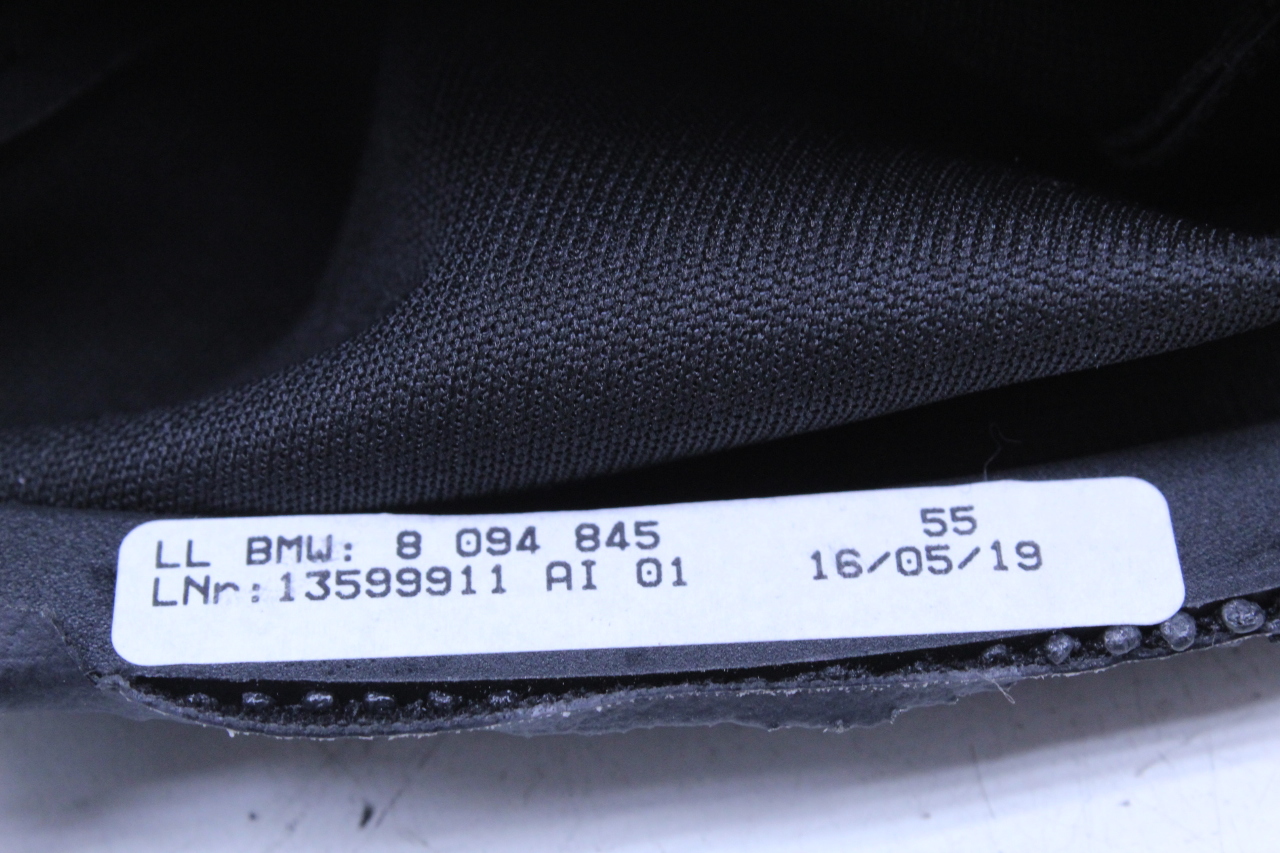 LL BMW: 8 094 845 55
LNr:13599911 AI 01 16/05/19